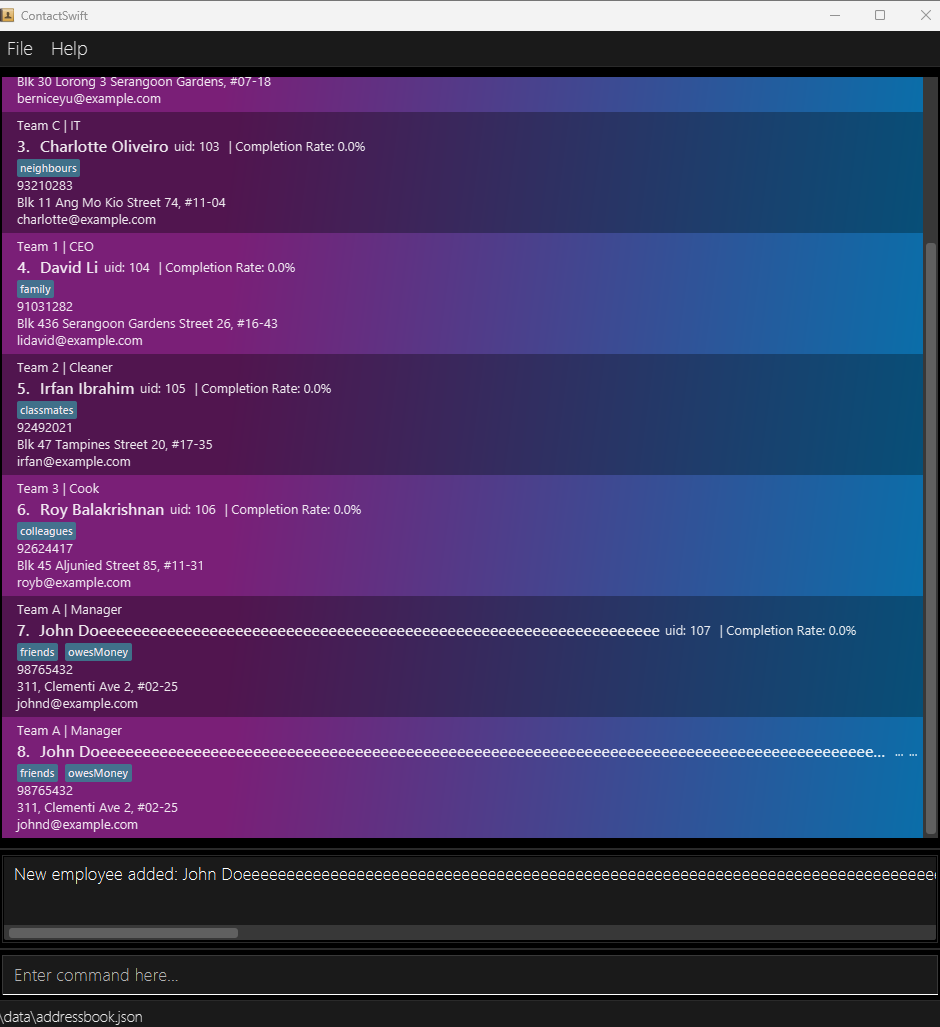 ContactSwift
File Help
Blk 30 Lorong 3 Serangoon Gardens, #07-18
berniceyu@example.com
Team C | IT
3. Charlotte Oliveiro uid: 103 | Completion Rate: 0.0%
neighbours
93210283
Blk 11 Ang Mo Kio Street 74, #11-04
charlotte@example.com
Team 1 | CEO
4. David Li uid: 104 | Completion Rate: 0.0%
family
91031282
Blk 436 Serangoon Gardens Street 26, #16-43
lidavid@example.com
Team 2 | Cleaner
5. Irfan Ibrahim uid: 105 | Completion Rate: 0.0%
classmates
92492021
Blk 47 Tampines Street 20, #17-35
irfan@example.com
Team 3 | Cook
6. Roy Balakrishnan uid: 106 | Completion Rate: 0.0%
colleagues
92624417
Blk 45 Aljunied Street 85, #11-31
royb@example.com
Team A | Manager
7. John Doeeeeeeeeeeeeeeeeeeeeeeeeeeeeeeeeeeeeeeeeeeeeeeeeeeeeeeeeeeeeeeeee uid: 107 | Completion Rate: 0.0%
friends owesMoney
98765432
311, Clementi Ave 2, #02-25
johnd@example.com
Team A | Manager
8. John Doeeeeeeeeeeeeeeeeeeeeeeeeeeeeeeeeeeeeeeeeeeeeeeeeeeeeeeeeeeeeeeeeeeeeeeeeeeeeeeeeeeeeeeeeeee... ... ...
friends owesMoney
98765432
311, Clementi Ave 2, #02-25
johnd@example.com
New employee added: John Doeeeeeeeeeeeeeeeeeeeeeeeeeeeeeeeeeeeeeeeeeeeeeeeeeeeeeeeeeeeeeeeeeeeeeeeeeeeeeee
Enter command here...
\data\addressbook.json